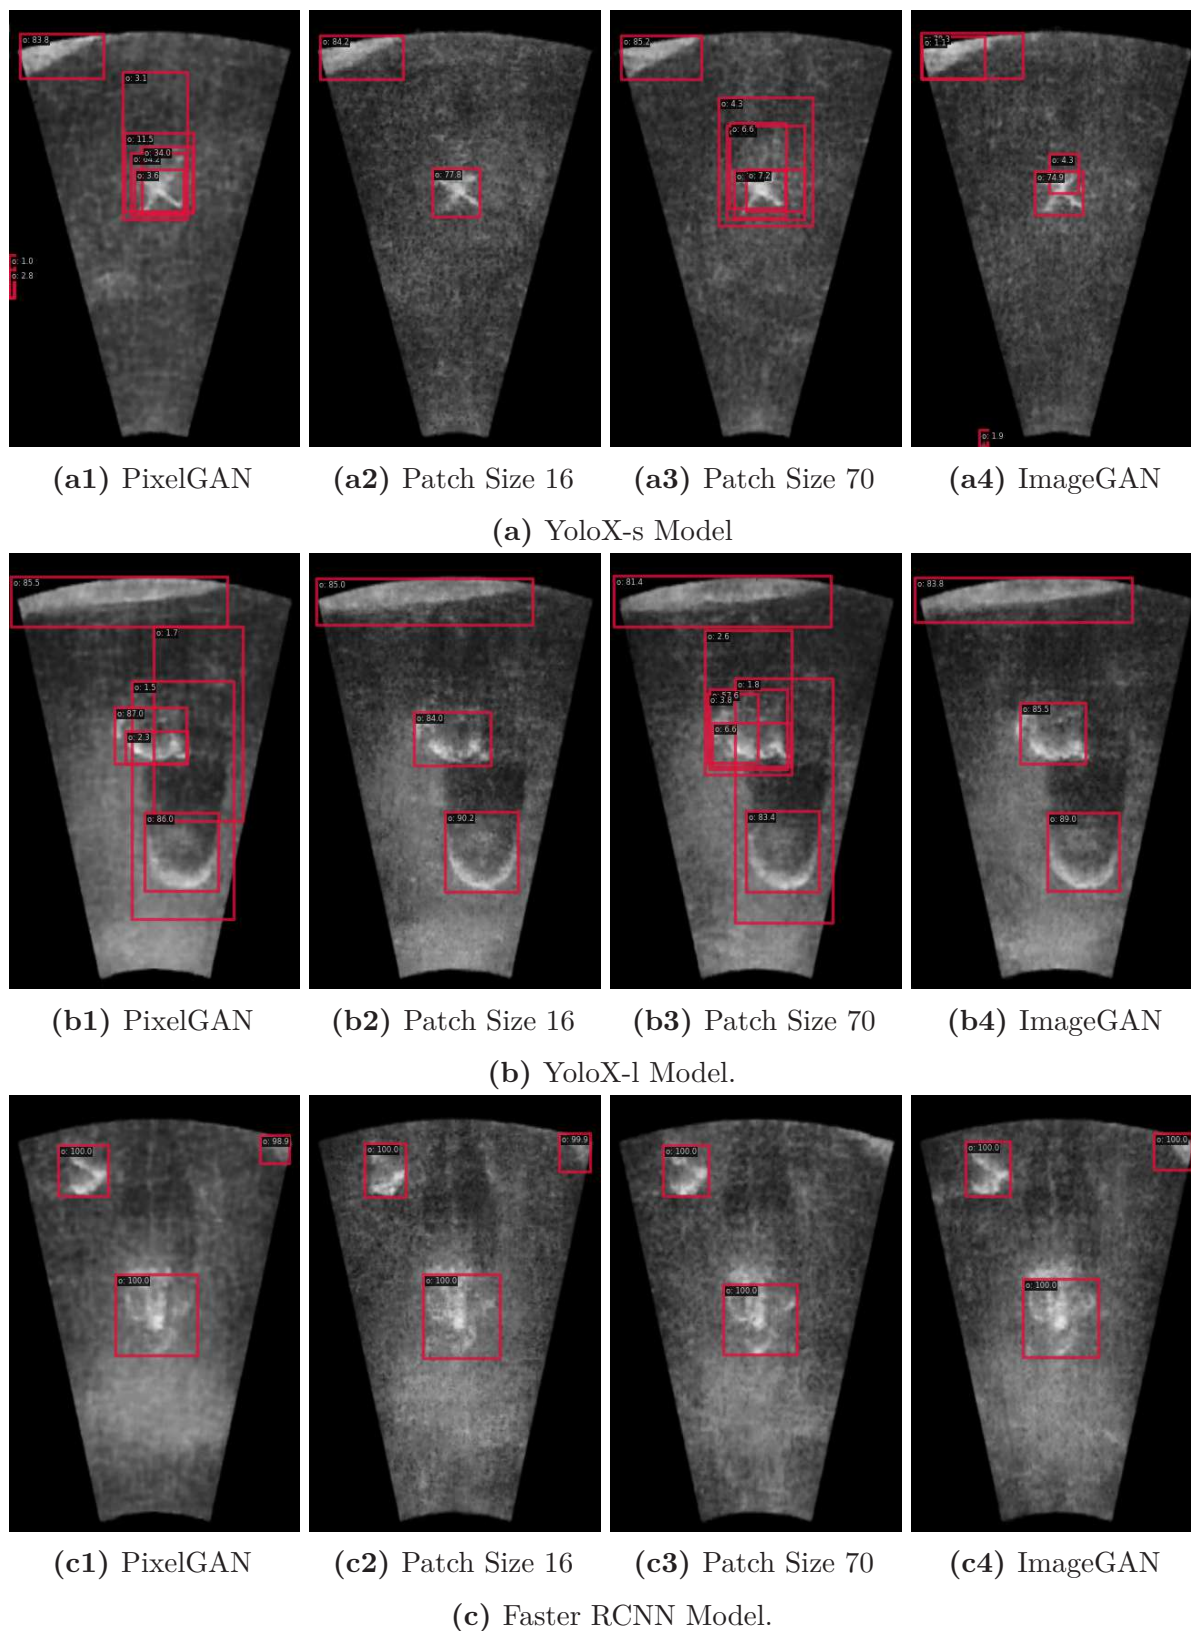 o: 83.8
o: 3.1
o: 11.5
o: 34.0
o: 64.2
o: 3.6
o: 1.0
o: 2.8
o: 84.2
o: 77.8
o: 85.2
o: 4.3
o: 6.6
o: 7.2
o: 1.1
o: 4.3
o: 74.9
o: 1.9
(a1) PixelGAN
(a2) Patch Size 16
(a3) Patch Size 70
(a4) ImageGAN
(a) YoloX-s Model
o: 85.5
o: 1.7
o: 1.5
o: 87.0
o: 2.3
o: 86.0
o: 85.0
o: 84.0
o: 90.2
o: 81.4
o: 2.6
o: 1.8
o: 3.8
o: 6.6
o: 83.4
o: 83.8
o: 85.5
o: 89.0
(b1) PixelGAN
(b2) Patch Size 16
(b3) Patch Size 70
(b4) ImageGAN
(b) YoloX-l Model.
o: 100.0
o: 98.9
o: 100.0
o: 100.0
o: 99.9
o: 100.0
o: 100.0
o: 100.0
o: 100.0
o: 100.0
o: 100.0
(c1) PixelGAN
(c2) Patch Size 16
(c3) Patch Size 70
(c4) ImageGAN
(c) Faster RCNN Model.